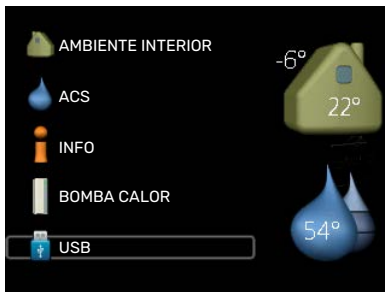 AMBIENTE INTERIOR
ACS
INFO
BOMBA CALOR
USB
-6°
22°
54°